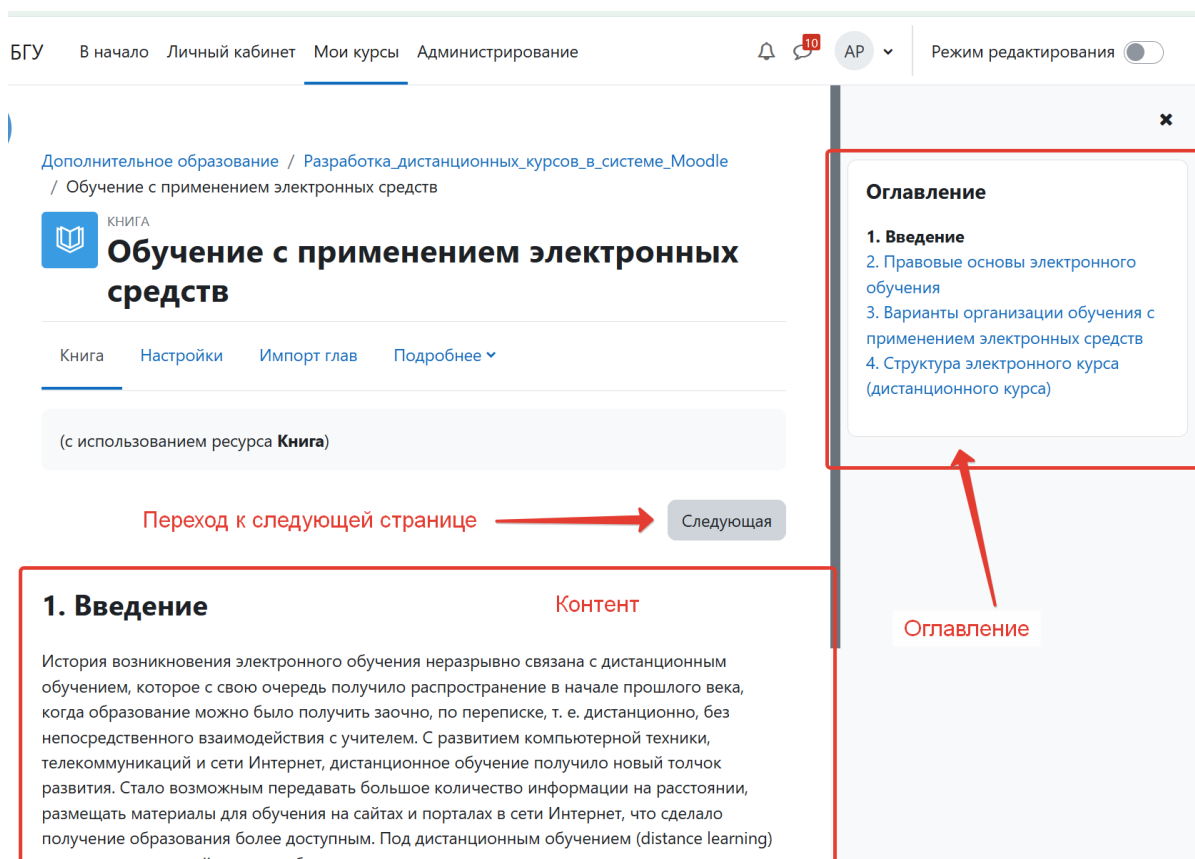 БГУ В начало Личный кабинет Мои курсы Администрирование 10 AP Режим редактирования
Дополнительное образование / Разработка_дистанционных_курсов_в_системе_Moodle
/ Обучение с применением электронных средств
КНИГА
Обучение с применением электронных
средств
Книга Настройки Импорт глав Подробнее
(с использованием ресурса Книга)
Переход к следующей странице
Следующая
1. Введение
Контент
История возникновения электронного обучения неразрывно связана с дистанционным
обучением, которое с свою очередь получило распространение в начале прошлого века,
когда образование можно было получить заочно, по переписке, т. е. дистанционно, без
непосредственного взаимодействия с учителем. С развитием компьютерной техники,
телекоммуникаций и сети Интернет, дистанционное обучение получило новый толчок
развития. Стало возможным передавать большое количество информации на расстоянии,
размещать материалы для обучения на сайтах и порталах в сети Интернет, что сделало
получение образования более доступным. Под дистанционным обучением (distance learning)
Оглавление
1. Введение
2. Правовые основы электронного
обучения
3. Варианты организации обучения с
применением электронных средств
4. Структура электронного курса
(дистанционного курса)
Оглавление